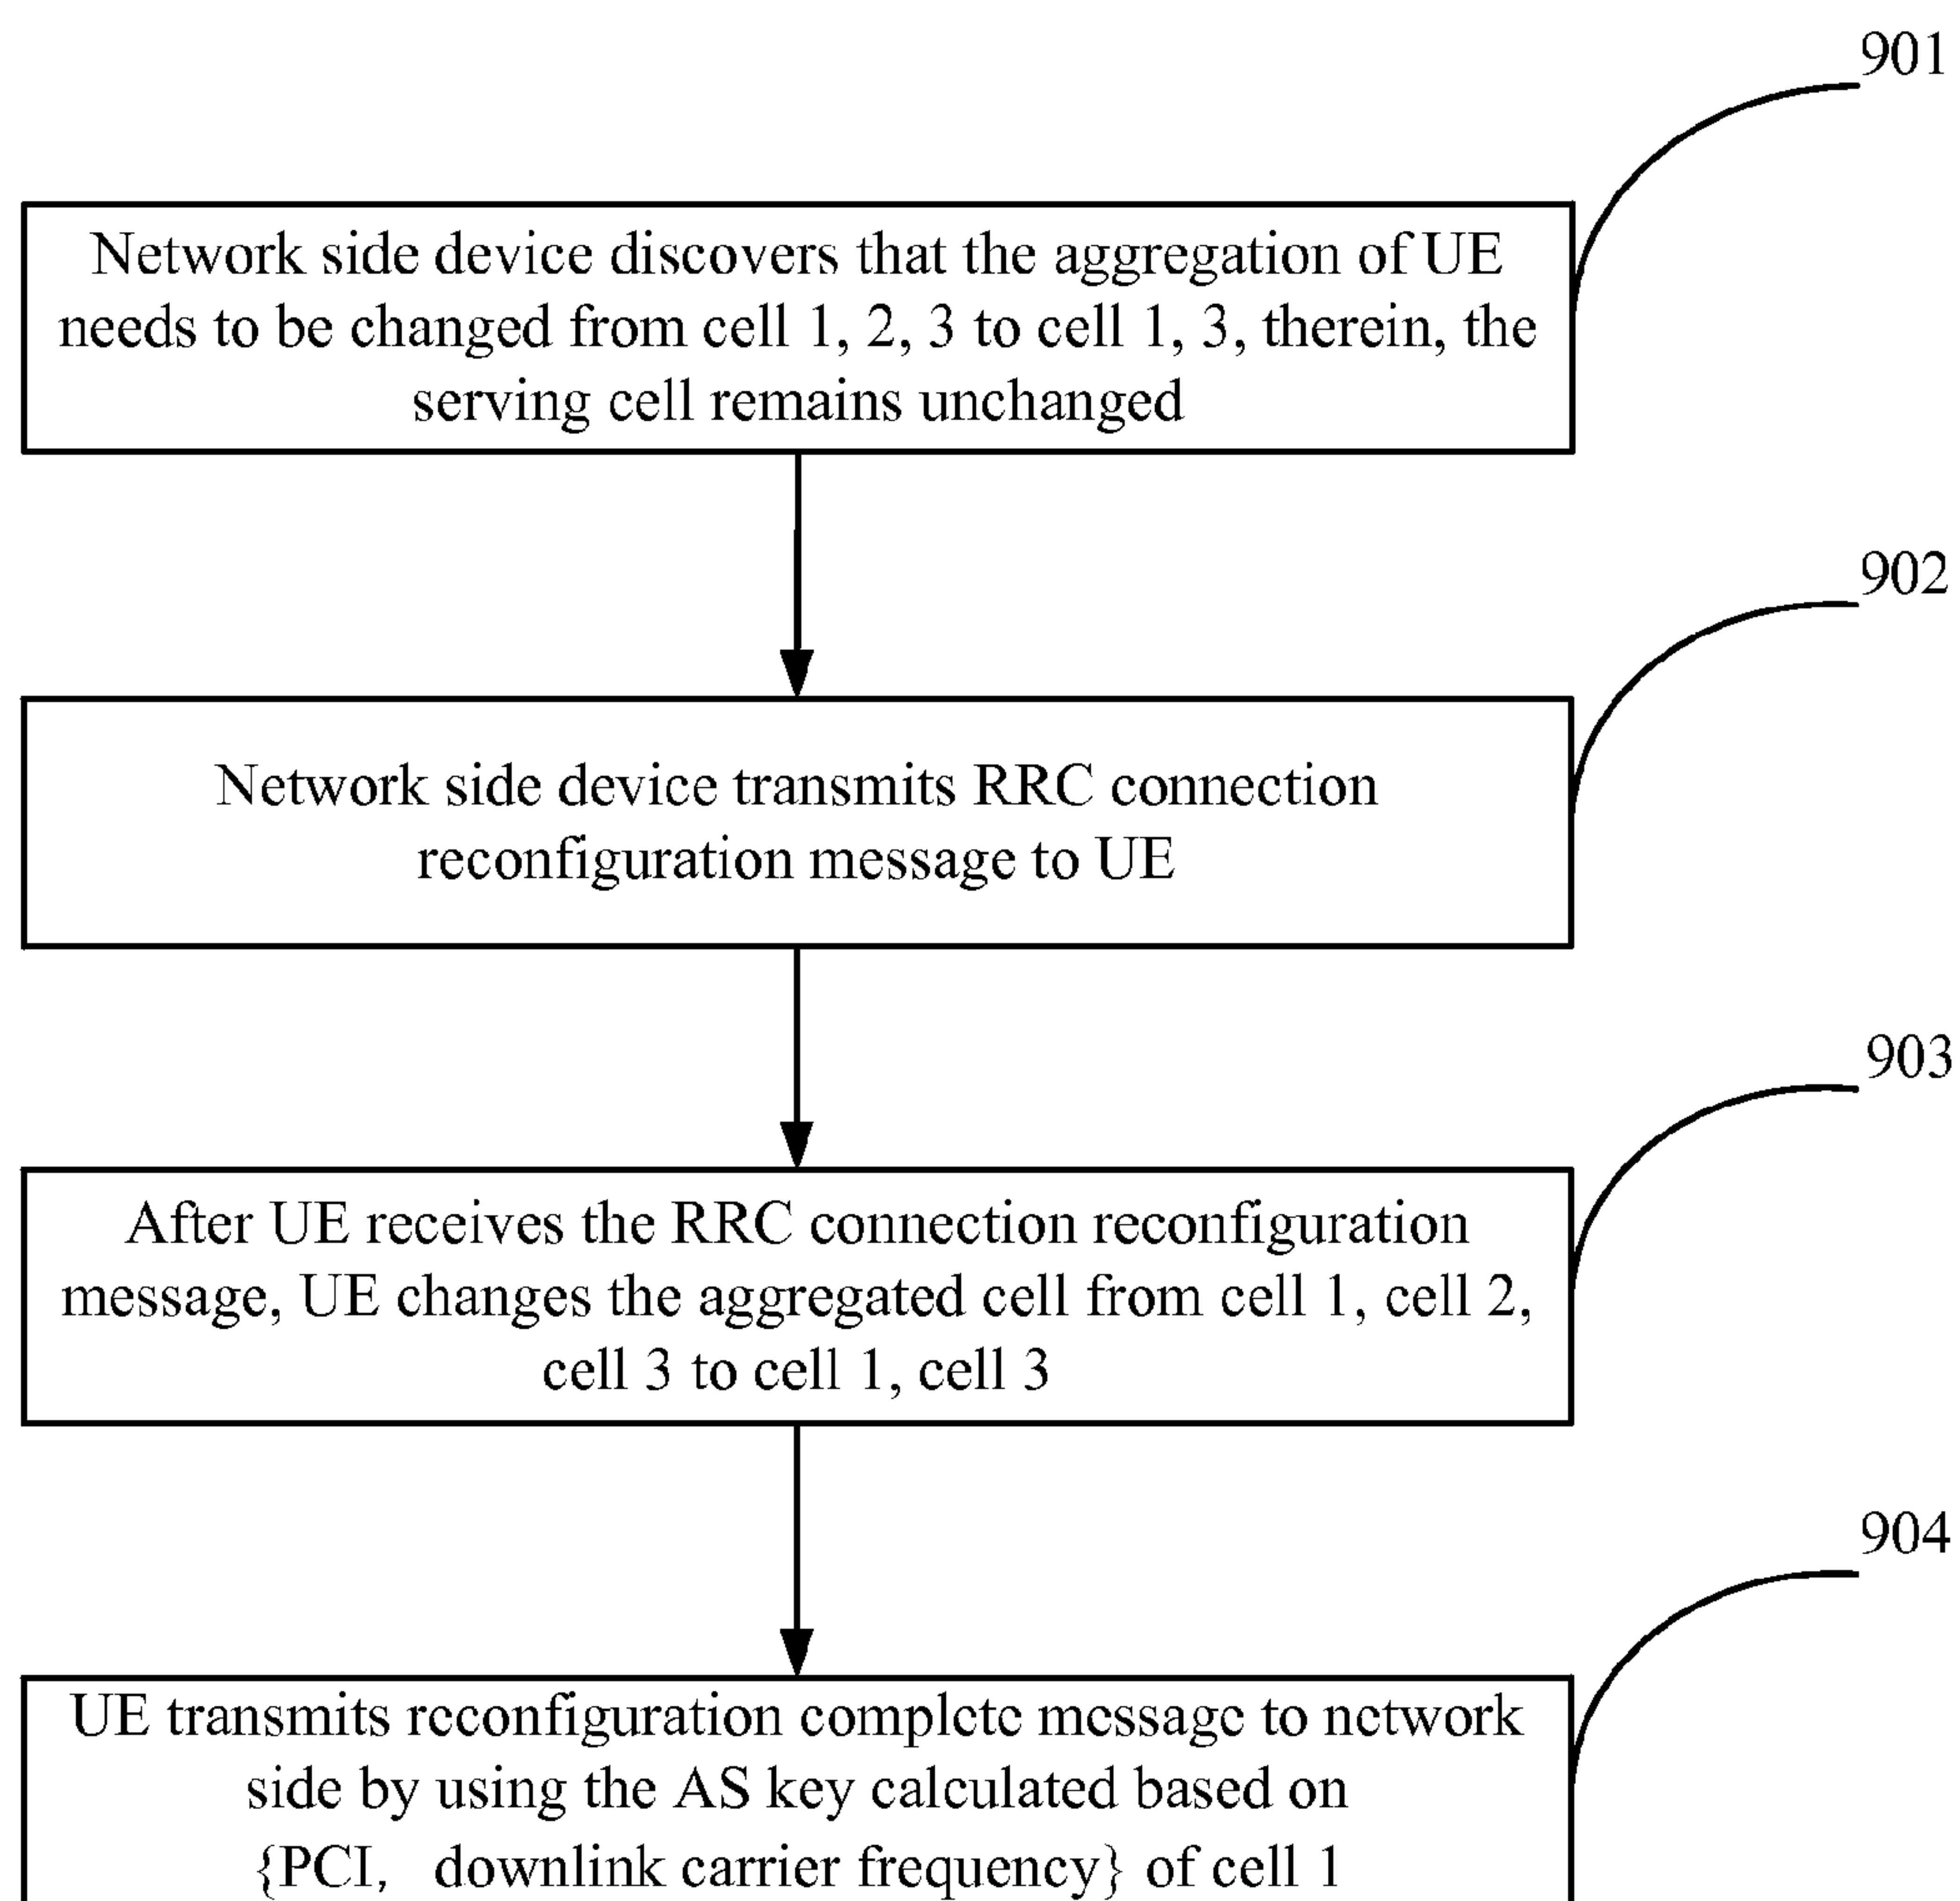 901
Network side device discovers that the aggregation of UE
needs to be changed from cell 1, 2, 3 to cell 1, 3, therein, the
serving cell remains unchanged
902
Network side device transmits RRC connection
reconfiguration message to UE
903
After UE receives the RRC connection reconfiguration
message, UE changes the aggregated cell from cell 1, cell 2,
cell 3 to cell 1, cell 3
904
UE transmits reconfiguration complete message to network
side by using the AS key calculated based on
{PCI, downlink carrier frequency} of cell 1